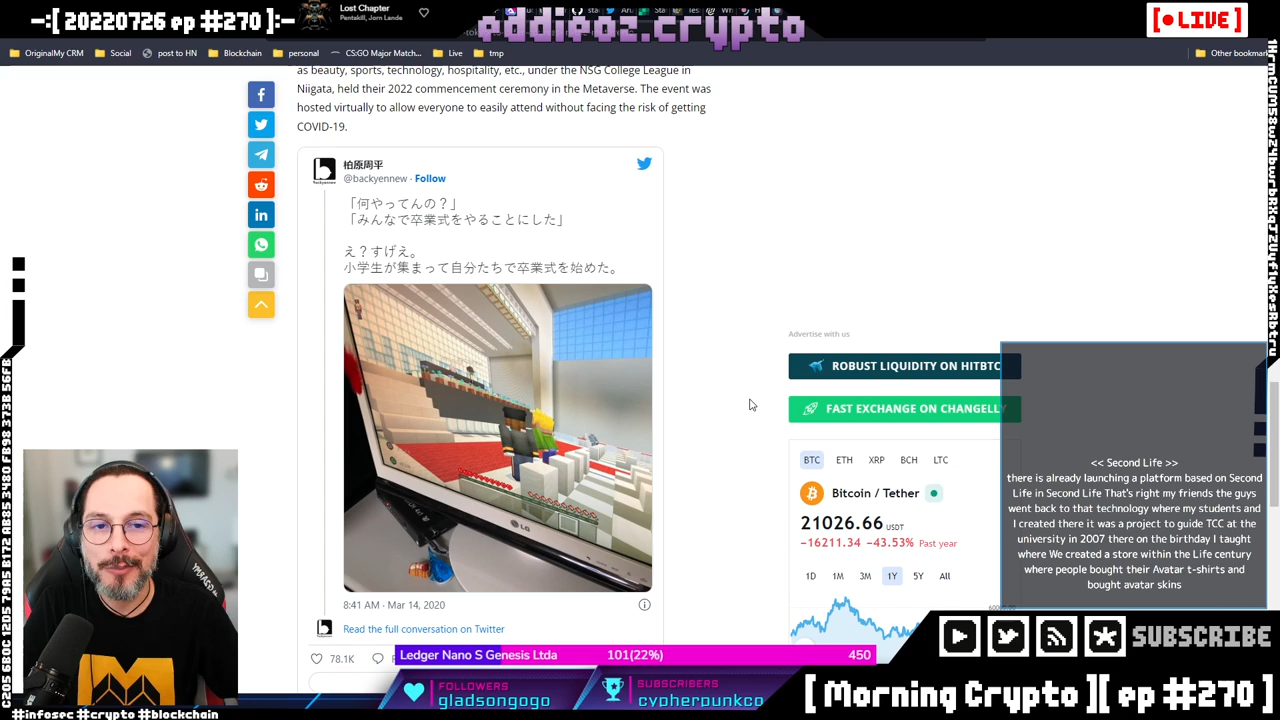 -:[ 20220726 ep #270 ]:-
Lost Chapter
Pentakill, Jorn Lande
eddieoz.crypto
[● LIVE ]
OriginalMy CRM
Social
post to HN
Blockchain
personal
CS:GO Major Match...
Live
tmp
Other bookmar
as beauty, sports, technology, hospitality, etc., under the NSG College League in
Niigata, held their 2022 commencement ceremony in the Metaverse. The event was
hosted virtually to allow everyone to easily attend without facing the risk of getting
COVID-19.
柏原周平
@backyennew · Follow
「何やってんの？」
「みんなで卒業式をやることにした」
え？すげえ。
小学生が集まって自分たちで卒業式を始めた。
LG
8:41 AM · Mar 14, 2020
Read the full conversation on Twitter
78.1K
Advertise with us
ROBUST LIQUIDITY ON HITBTC
FAST EXCHANGE ON CHANGELLY
BTC ETH XRP BCH LTC
Bitcoin / Tether
21026.66 USDT
−16211.34 −43.53% Past year
1D 1M 3M 1Y 5Y All
<< Second Life >>
there is already launching a platform based on Second
Life in Second Life That's right my friends the guys
went back to that technology where my students and
I created there it was a project to guide TCC at the
university in 2007 there on the birthday I taught
where We created a store within the Life century
where people bought their Avatar t-shirts and
bought avatar skins
SUBSCRIBE
Ledger Nano S Genesis Ltda 101(22%) 450
FOLLOWERS
gladsongogo
SUBSCRIBERS
cypherpunkco
[ Morning Crypto ][ ep #270 ]
#infosec #crypto #blockchain